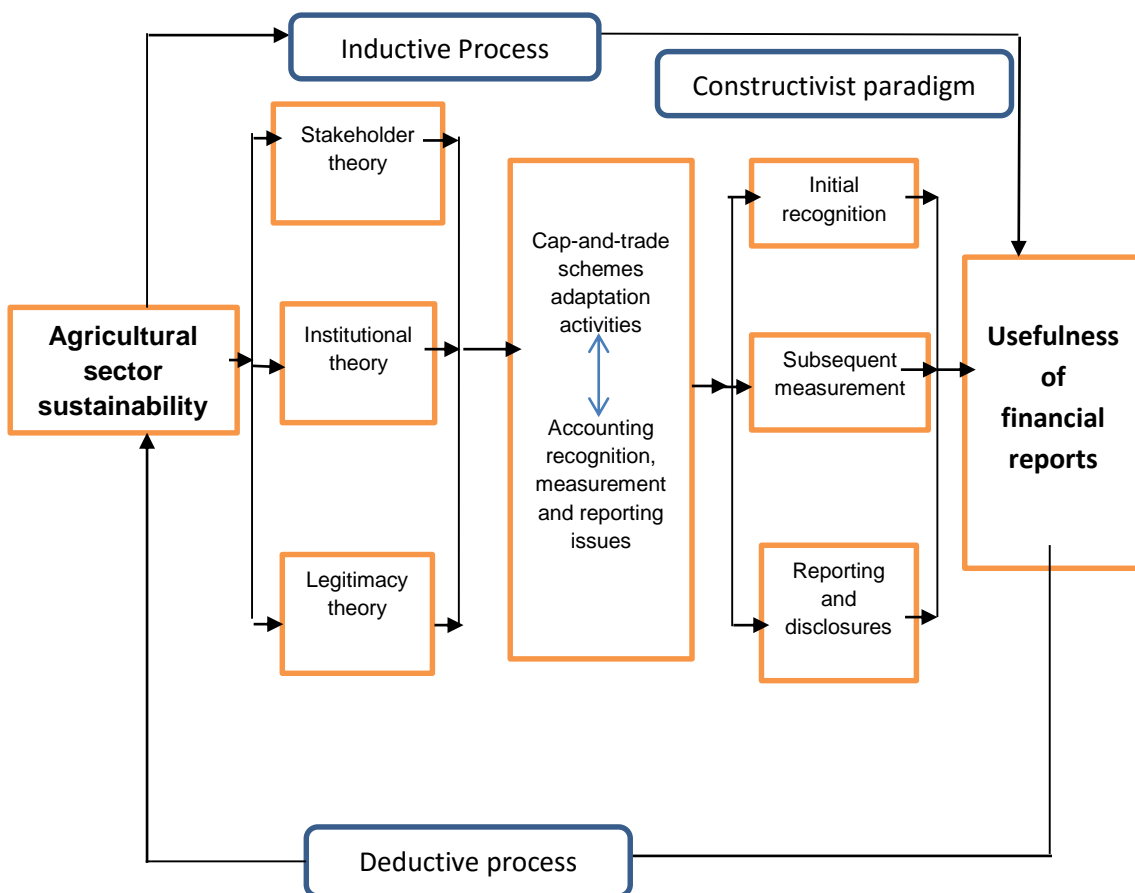 Inductive Process
Constructivist paradigm
Stakeholder
theory
Initial
recognition
Cap-and-trade
schemes
adaptation
activities
Agricultural
sector
sustainability
Institutional
theory
Subsequent
measurement
Usefulness
of
financial
reports
Accounting
recognition,
measurement
and reporting
issues
Legitimacy
theory
Reporting
and
disclosures
Deductive process